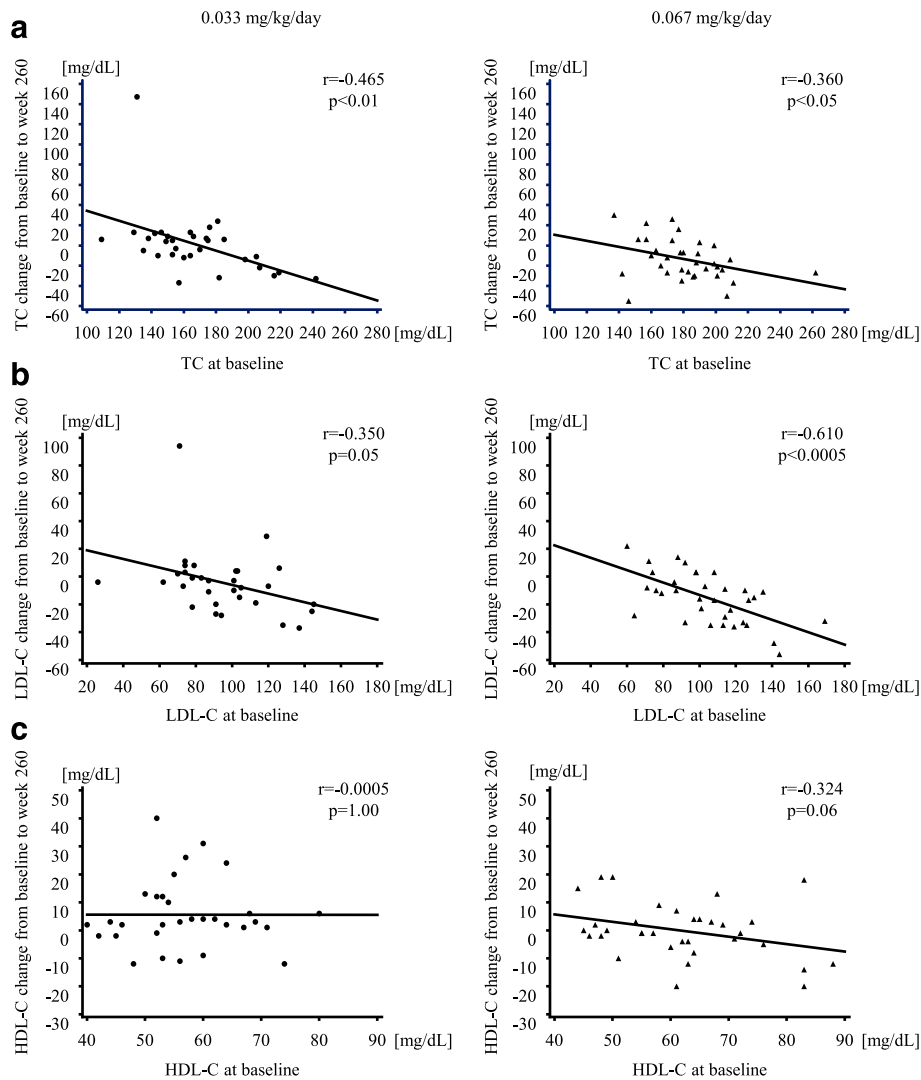 0.033 mg/kg/day
0.067 mg/kg/day
a
[mg/dL]
TC change from baseline to week 260
160
140
120
100
80
60
40
20
0
-20
-40
-60
r=-0.465
p<0.01
100 120 140 160 180 200 220 240 260 280 [mg/dL]
TC at baseline
[mg/dL]
TC change from baseline to week 260
160
140
120
100
80
60
40
20
0
-20
-40
-60
r=-0.360
p<0.05
100 120 140 160 180 200 220 240 260 280 [mg/dL]
TC at baseline
b
[mg/dL]
LDL-C change from baseline to week 260
100
80
60
40
20
0
-20
-40
-60
r=-0.350
p=0.05
20 40 60 80 100 120 140 160 180 [mg/dL]
LDL-C at baseline
[mg/dL]
LDL-C change from baseline to week 260
100
80
60
40
20
0
-20
-40
-60
r=-0.610
p<0.0005
20 40 60 80 100 120 140 160 180 [mg/dL]
LDL-C at baseline
c
[mg/dL]
HDL-C change from baseline to week 260
50
40
30
20
10
0
-10
-20
-30
r=-0.0005
p=1.00
40 50 60 70 80 90 [mg/dL]
HDL-C at baseline
[mg/dL]
HDL-C change from baseline to week 260
50
40
30
20
10
0
-10
-20
-30
r=-0.324
p=0.06
40 50 60 70 80 90 [mg/dL]
HDL-C at baseline